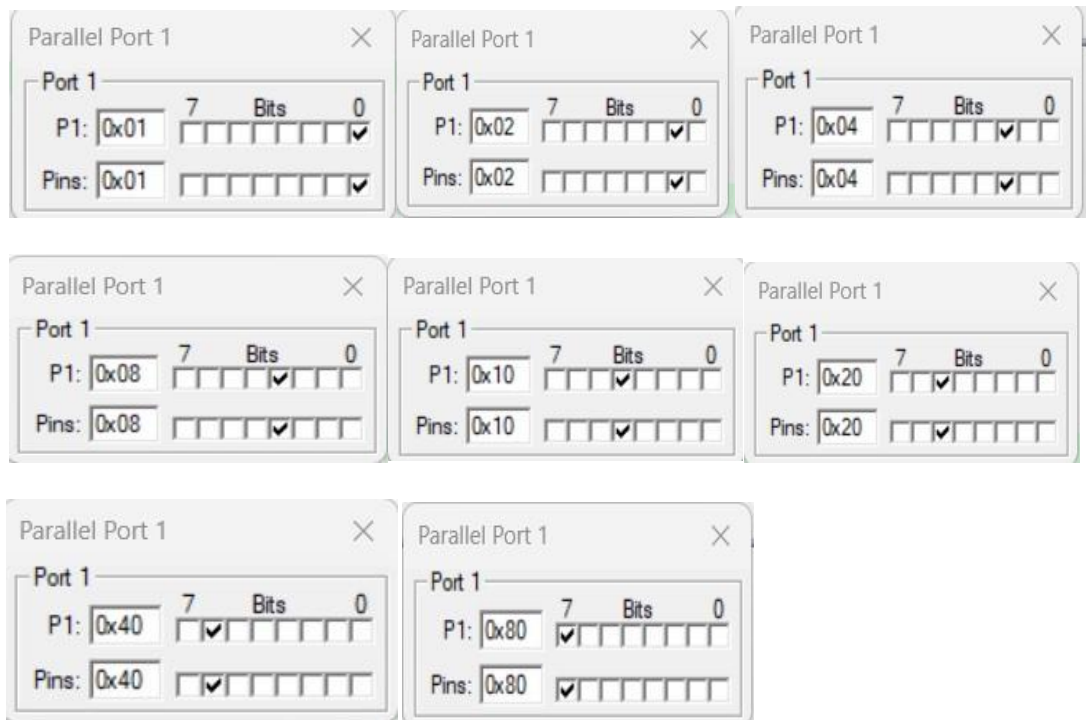 Parallel Port 1
Port 1
7 Bits 0
P1: 0x01
Pins: 0x01
Parallel Port 1
Port 1
7 Bits 0
P1: 0x02
Pins: 0x02
Parallel Port 1
Port 1
7 Bits 0
P1: 0x04
Pins: 0x04
Parallel Port 1
Port 1
7 Bits 0
P1: 0x08
Pins: 0x08
Parallel Port 1
Port 1
7 Bits 0
P1: 0x10
Pins: 0x10
Parallel Port 1
Port 1
7 Bits 0
P1: 0x20
Pins: 0x20
Parallel Port 1
Port 1
7 Bits 0
P1: 0x40
Pins: 0x40
Parallel Port 1
Port 1
7 Bits 0
P1: 0x80
Pins: 0x80